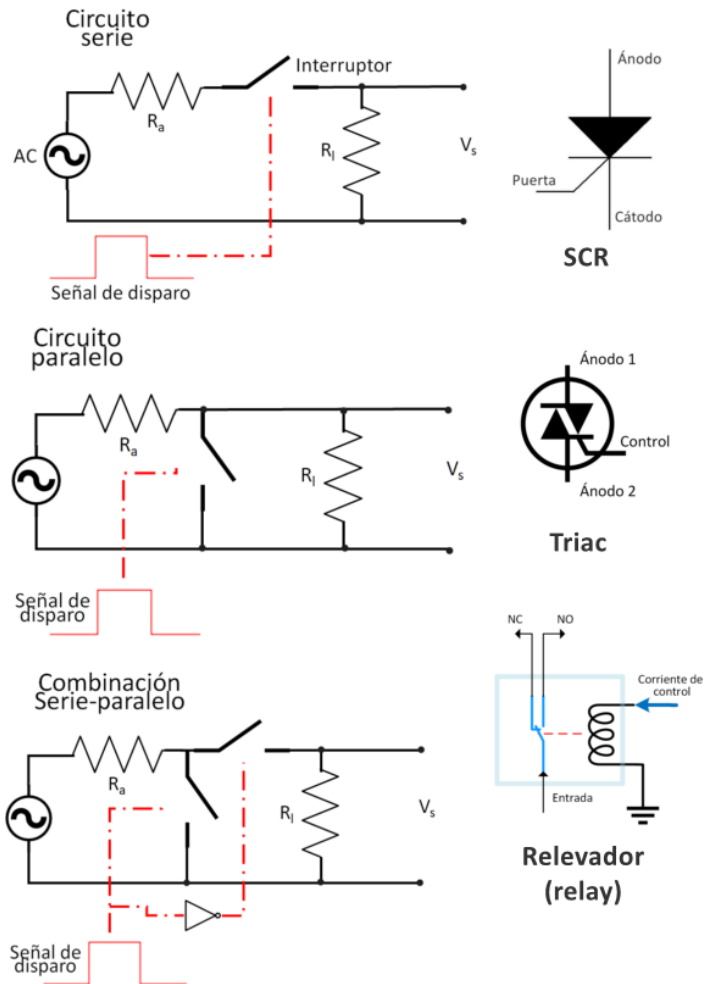 Circuito
serie
Interruptor
Rₐ
AC
Rₗ
Vₛ
Señal de disparo
Ánodo
Puerta
Cátodo
SCR
Circuito
paralelo
Rₐ
Rₗ
Vₛ
Señal de
disparo
Ánodo 1
Control
Ánodo 2
Triac
Combinación
Serie-paralelo
Rₐ
Rₗ
Vₛ
Señal de
disparo
NC
NO
Corriente de
control
Entrada
Relevador
(relay)